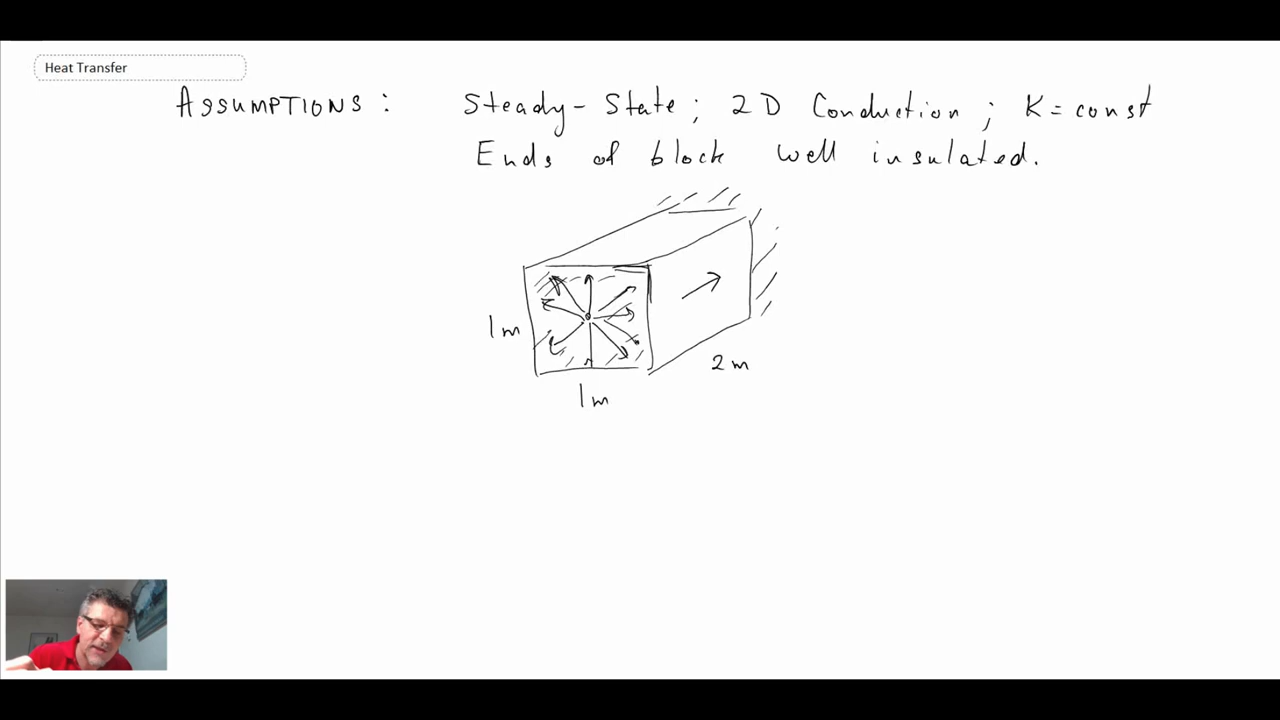 Heat Transfer
ASSUMPTIONS: Steady-State; 2D Conduction; K=const
Ends of block well insulated.
1m
2m
1m